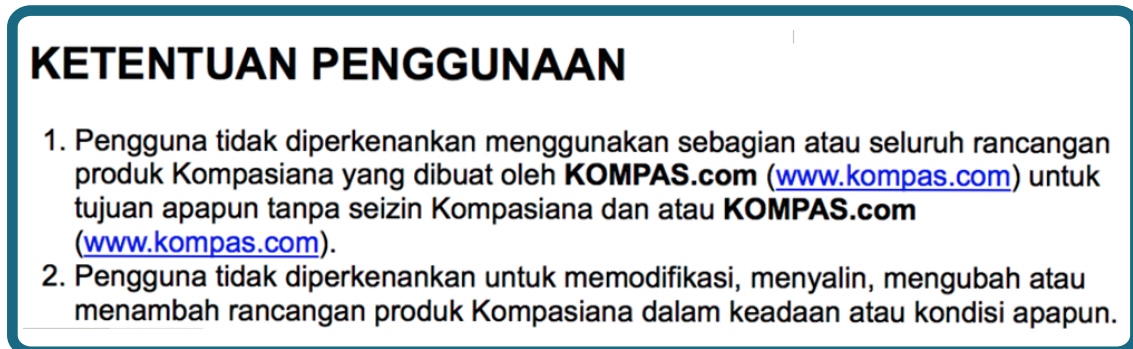 KETENTUAN PENGGUNAAN
1. Pengguna tidak diperkenankan menggunakan sebagian atau seluruh rancangan
produk Kompasiana yang dibuat oleh KOMPAS.com (www.kompas.com) untuk
tujuan apapun tanpa seizin Kompasiana dan atau KOMPAS.com
(www.kompas.com).
2. Pengguna tidak diperkenankan untuk memodifikasi, menyalin, mengubah atau
menambah rancangan produk Kompasiana dalam keadaan atau kondisi apapun.